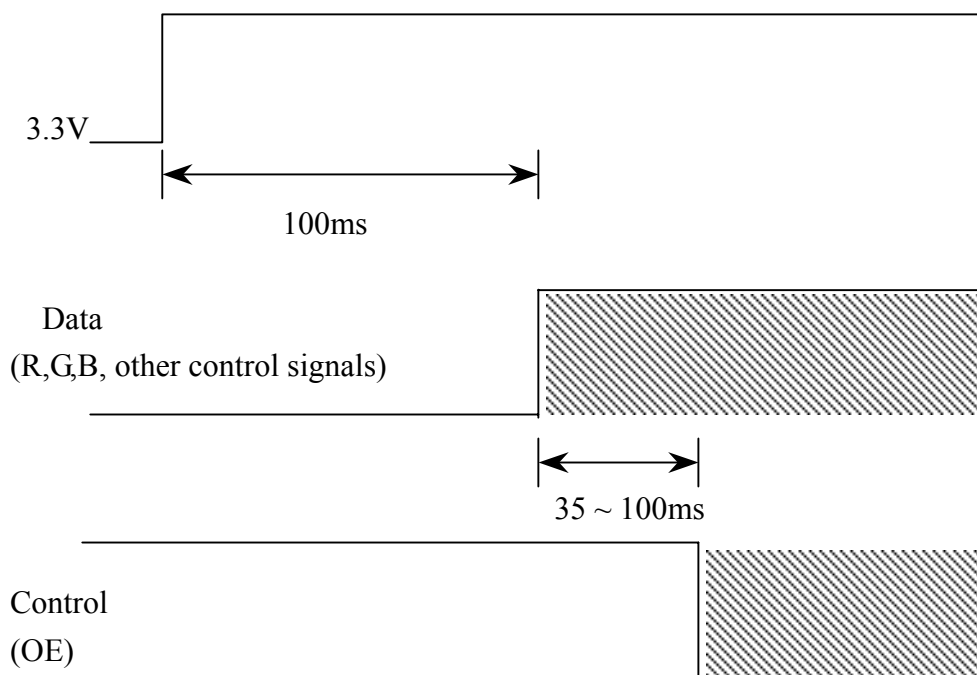 3.3V
100ms
Data
(R,G,B, other control signals)
35 ~ 100ms
Control
(OE)